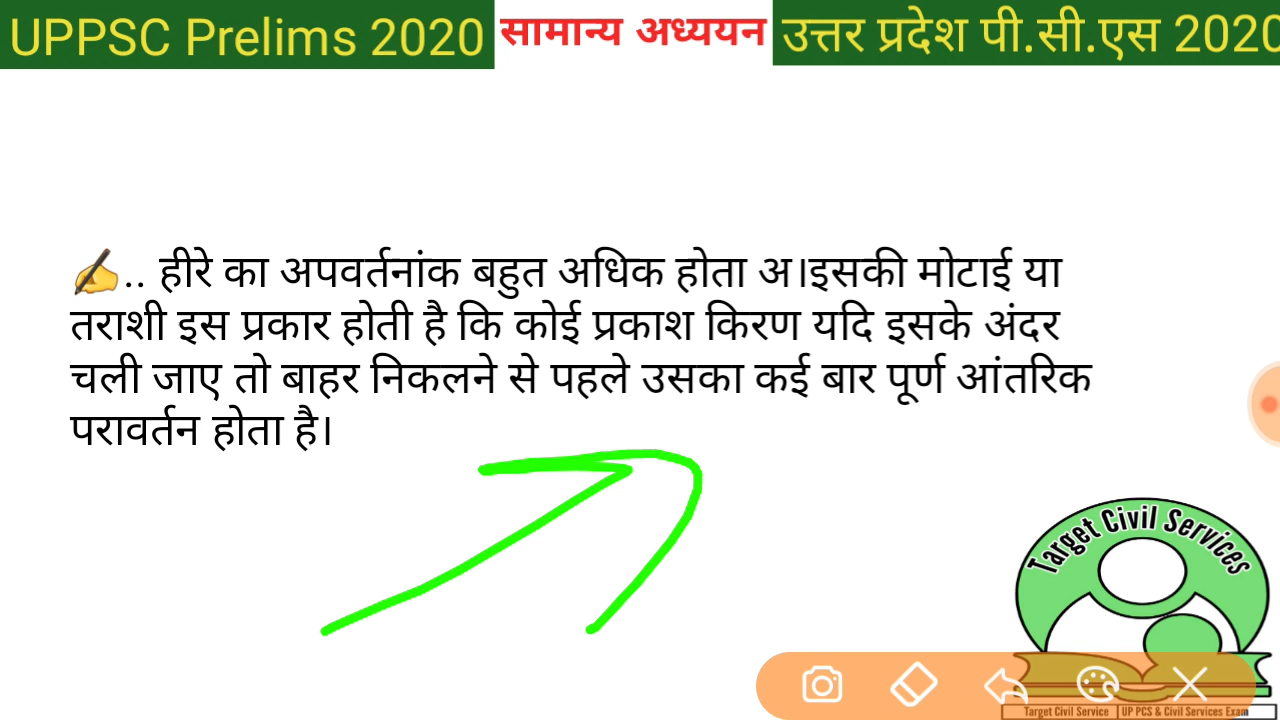 UPPSC Prelims 2020 सामान्य अध्ययन उत्तर प्रदेश पी.सी.एस 2020
✍️.. हीरे का अपवर्तनांक बहुत अधिक होता अ।इसकी मोटाई या
तराशी इस प्रकार होती है कि कोई प्रकाश किरण यदि इसके अंदर
चली जाए तो बाहर निकलने से पहले उसका कई बार पूर्ण आंतरिक
परावर्तन होता है।
Target Civil Services
Target Civil Service | UP PCS & Civil Services Exam